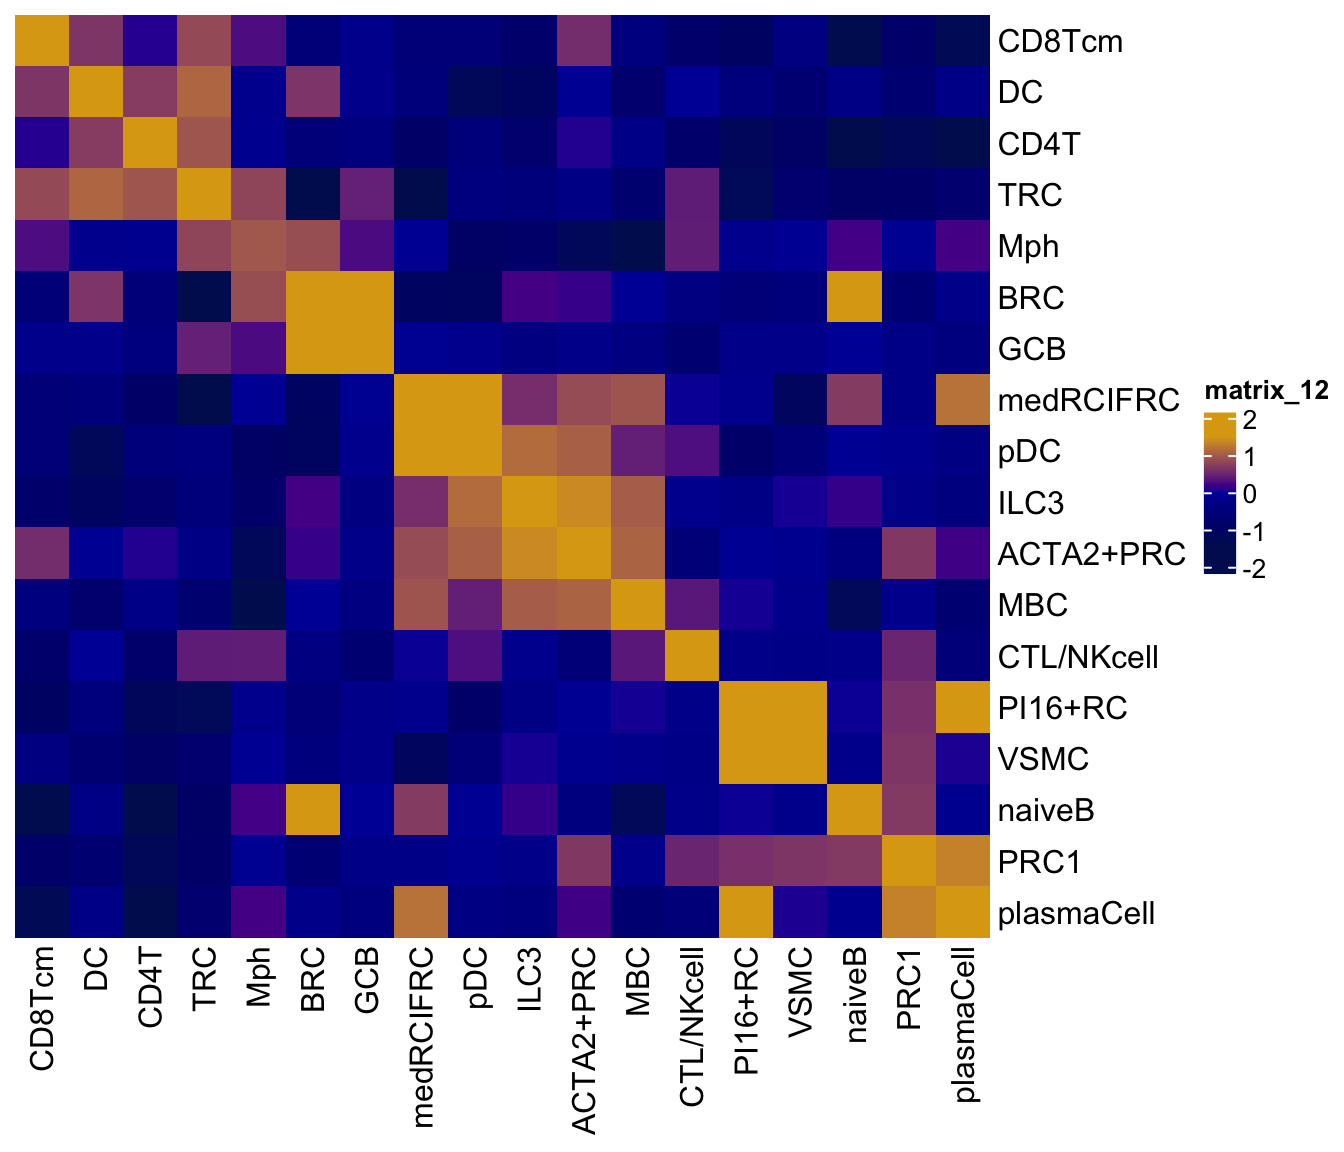 CD8Tcm
DC
CD4T
TRC
Mph
BRC
GCB
medRCIFRC
pDC
ILC3
ACTA2+PRC
MBC
CTL/NKcell
PI16+RC
VSMC
naiveB
PRC1
plasmaCell
matrix_12
2
1
0
-1
-2
CD8Tcm
DC
CD4T
TRC
Mph
BRC
GCB
medRCIFRC
pDC
ILC3
ACTA2+PRC
MBC
CTL/NKcell
PI16+RC
VSMC
naiveB
PRC1
plasmaCell